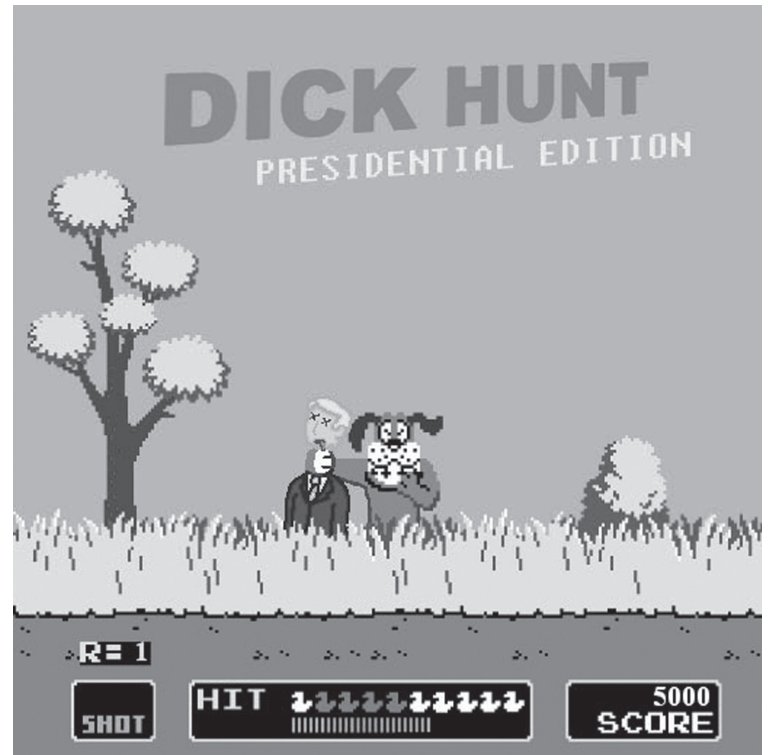 DICK HUNT
PRESIDENTIAL EDITION
R= 1
SHOT
HIT
5000
SCORE